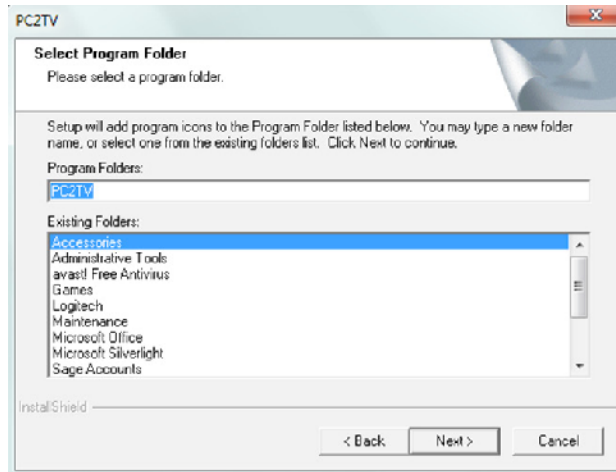 PC2TV
Select Program Folder
Please select a program folder.
Setup will add program icons to the Program Folder listed below. You may type a new folder
name, or select one from the existing folders list. Click Next to continue.
Program Folders:
PC2TV
Existing Folders:
Accessories
Administrative Tools
avast! Free Antivirus
Games
Logitech
Maintenance
Microsoft Office
Microsoft Silverlight
Sage Accounts
InstallShield
< Back
Next >
Cancel